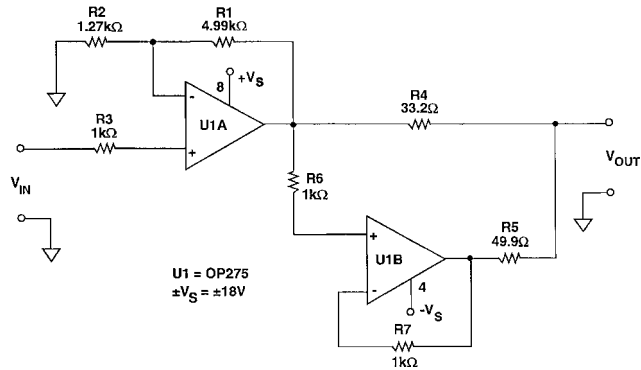 R2
1.27kΩ
R1
4.99kΩ
8
+VS
-
U1A
+
R3
1kΩ
VIN
R4
33.2Ω
VOUT
R6
1kΩ
+
U1B
-
R5
49.9Ω
4
-VS
R7
1kΩ
U1 = OP275
±VS = ±18V